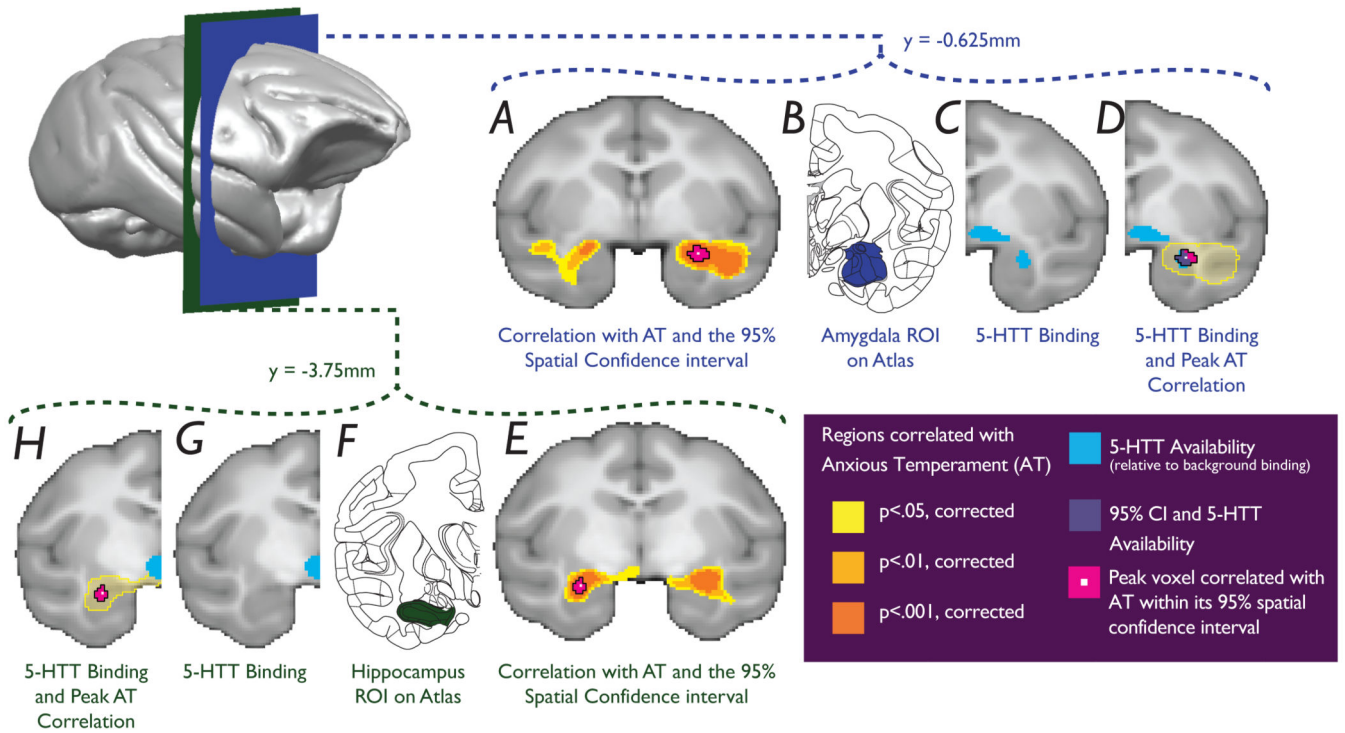 y = -0.625mm
A
B
C
D
Correlation with AT and the 95%
Spatial Confidence interval
Amygdala ROI
on Atlas
5-HTT Binding
5-HTT Binding
and Peak AT
Correlation
y = -3.75mm
H
G
F
E
5-HTT Binding
and Peak AT
Correlation
5-HTT Binding
Hippocampus
ROI on Atlas
Correlation with AT and the 95%
Spatial Confidence interval
Regions correlated with
Anxious Temperament (AT)
p<.05, corrected
p<.01, corrected
p<.001, corrected
5-HTT Availability
(relative to background binding)
95% CI and 5-HTT
Availability
Peak voxel correlated with
AT within its 95% spatial
confidence interval